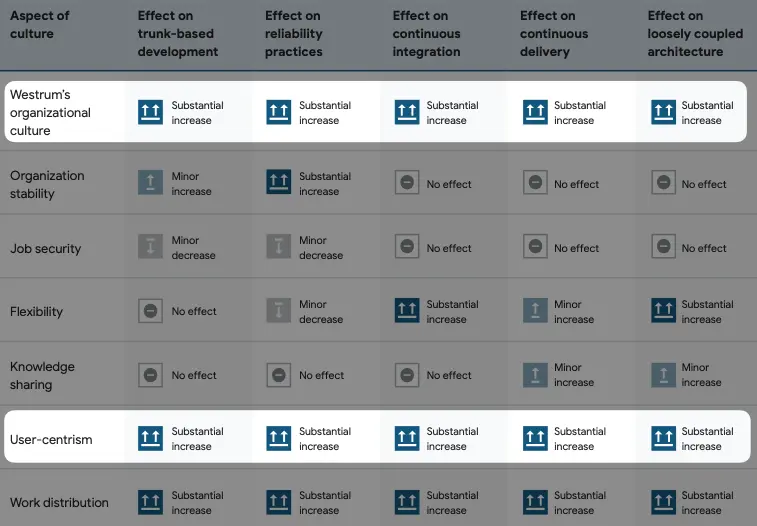 Aspect of culture
Effect on trunk-based development
Effect on reliability practices
Effect on continuous integration
Effect on continuous delivery
Effect on loosely coupled architecture
Westrum's organizational culture
Substantial increase
Substantial increase
Substantial increase
Substantial increase
Substantial increase
Organization stability
Minor increase
Substantial increase
No effect
No effect
No effect
Job security
Minor decrease
Minor decrease
No effect
No effect
No effect
Flexibility
No effect
Minor decrease
Substantial increase
Minor increase
Substantial increase
Knowledge sharing
No effect
No effect
No effect
Minor increase
Minor increase
User-centrism
Substantial increase
Substantial increase
Substantial increase
Substantial increase
Substantial increase
Work distribution
Substantial increase
Substantial increase
Substantial increase
Substantial increase
Substantial increase